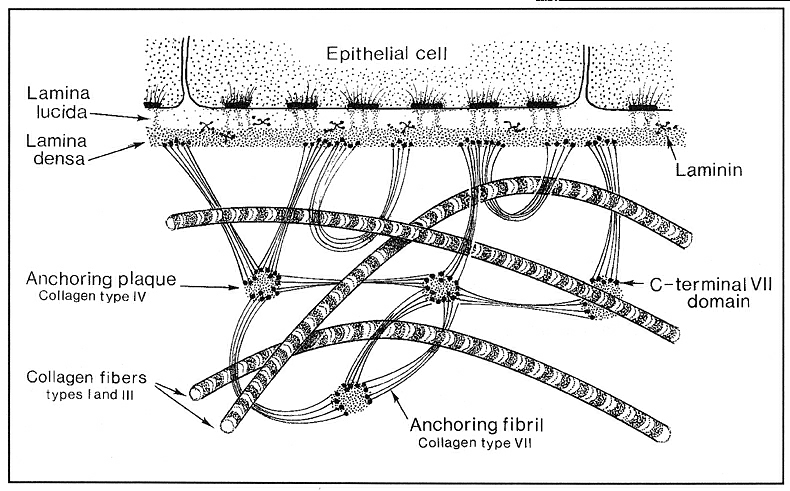 Epithelial cell
Lamina
lucida
Lamina
densa
Laminin
Anchoring plaque
Collagen type IV
C-terminal VII
domain
Collagen fibers
types I and III
Anchoring fibril
Collagen type VII